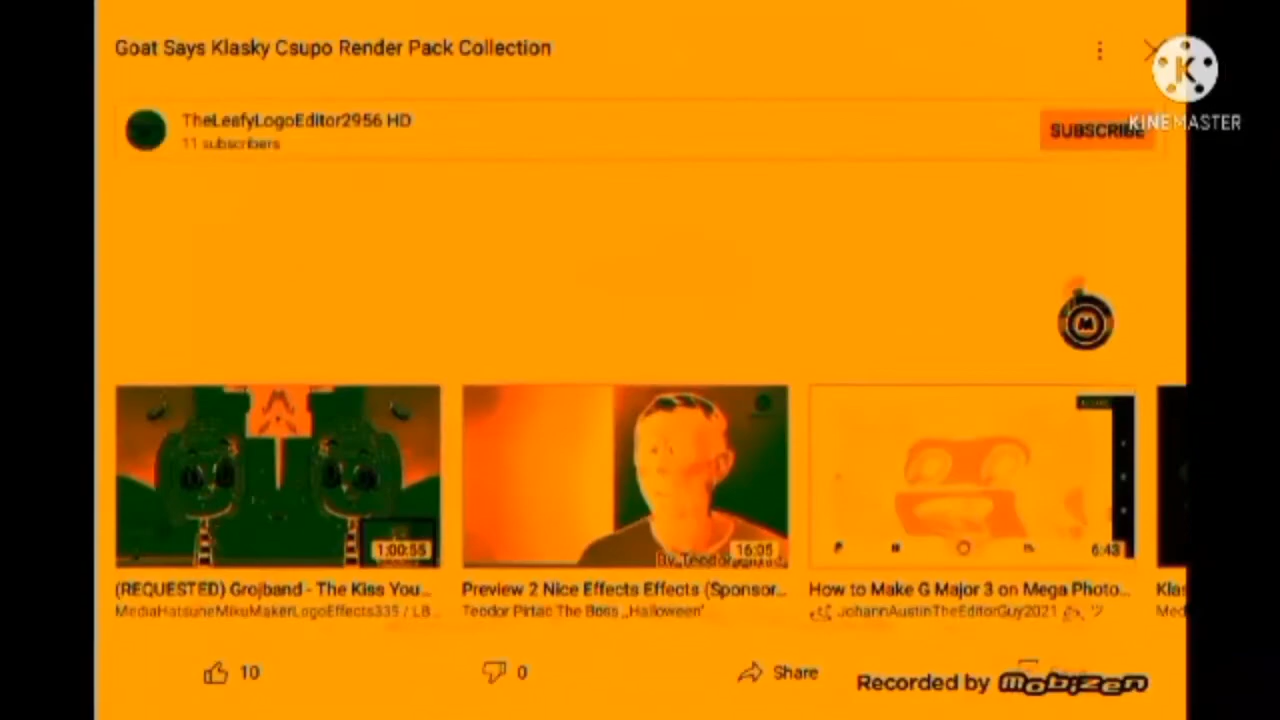 Goat Says Klasky Csupo Render Pack Collection
K
KINEMASTER
TheLeafyLogoEditor2956 HD
11 subscribers
SUBSCRIBE
M
1:00:55
16:05
6:43
(REQUESTED) Grojband - The Kiss You...
Preview 2 Nice Effects Effects (Sponsor...
How to Make G Major 3 on Mega Photo...
Klas
MediaHatsuneMikuMakerLogoEffects335 / LB...
Teodor Pirtac The Boss ,,Halloween"
JohannAustinTheEditorGuy2021
Med
10
0
Share
Recorded by mobizen